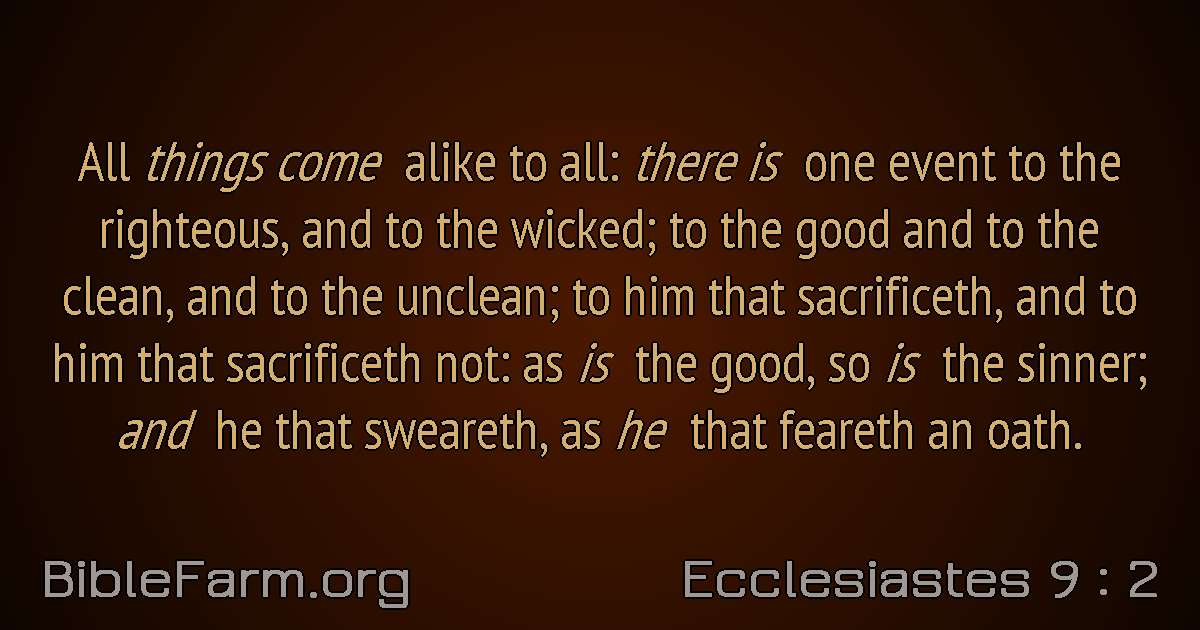 All things come alike to all: there is one event to the
righteous, and to the wicked; to the good and to the
clean, and to the unclean; to him that sacrificeth, and to
him that sacrificeth not: as is the good, so is the sinner;
and he that sweareth, as he that feareth an oath.
BibleFarm.org
Ecclesiastes 9 : 2